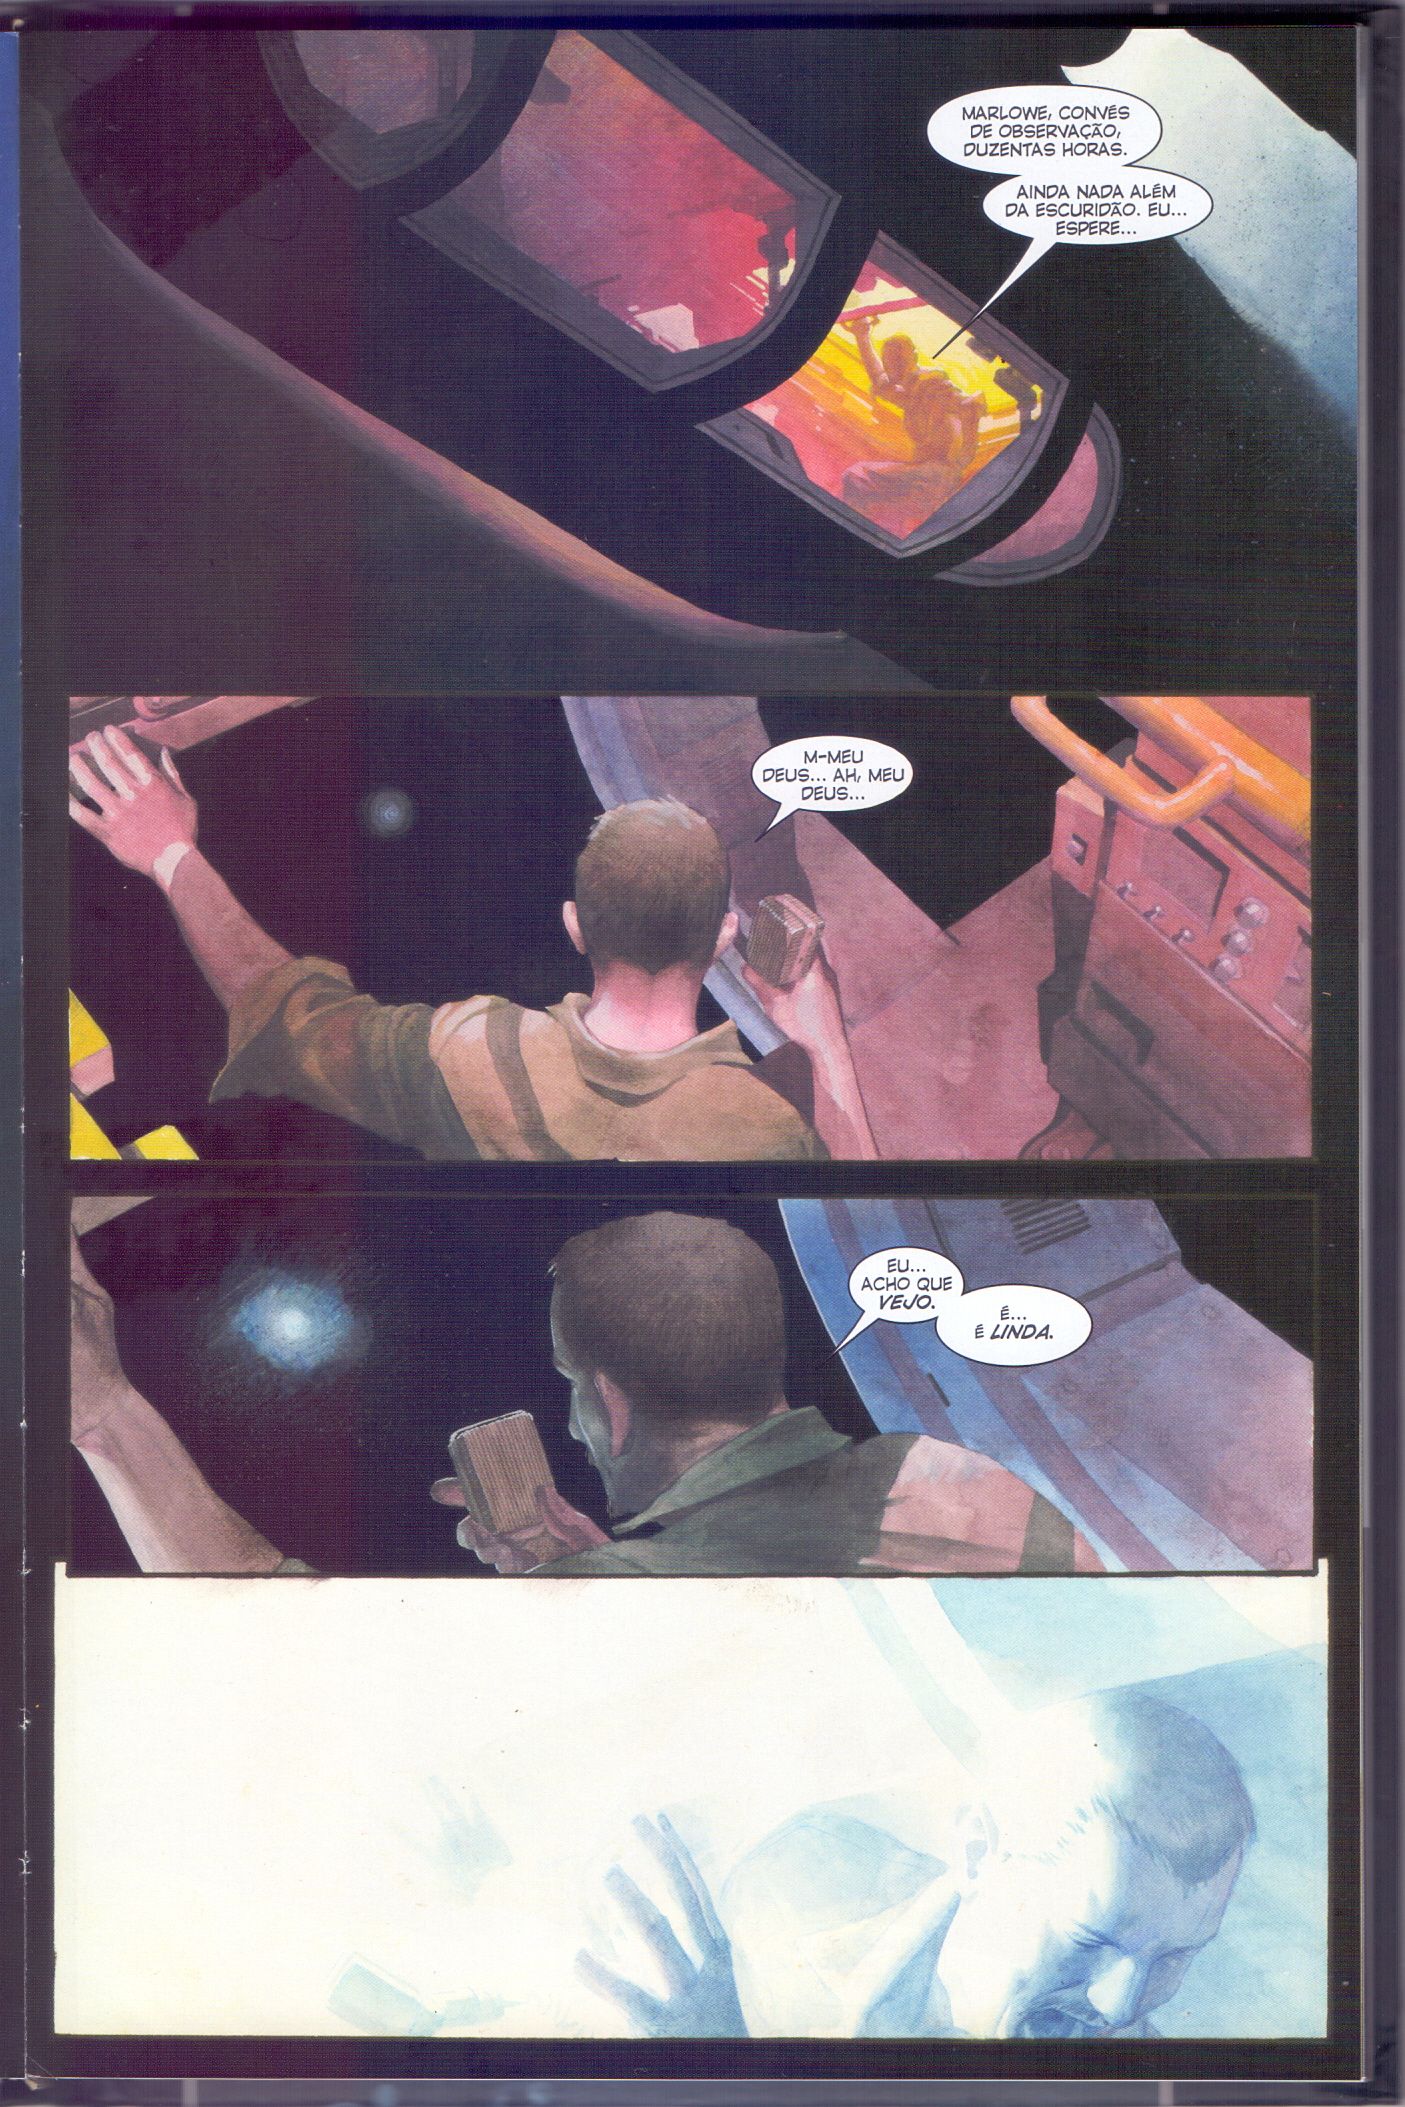 MARLOWE, CONVÉS
DE OBSERVAÇÃO,
DUZENTAS HORAS.
AINDA NADA ALÉM
DA ESCURIDÃO. EU...
ESPERE...
M-MEU
DEUS... AH, MEU
DEUS...
EU...
ACHO QUE
VEJO.
É...
É LINDA.